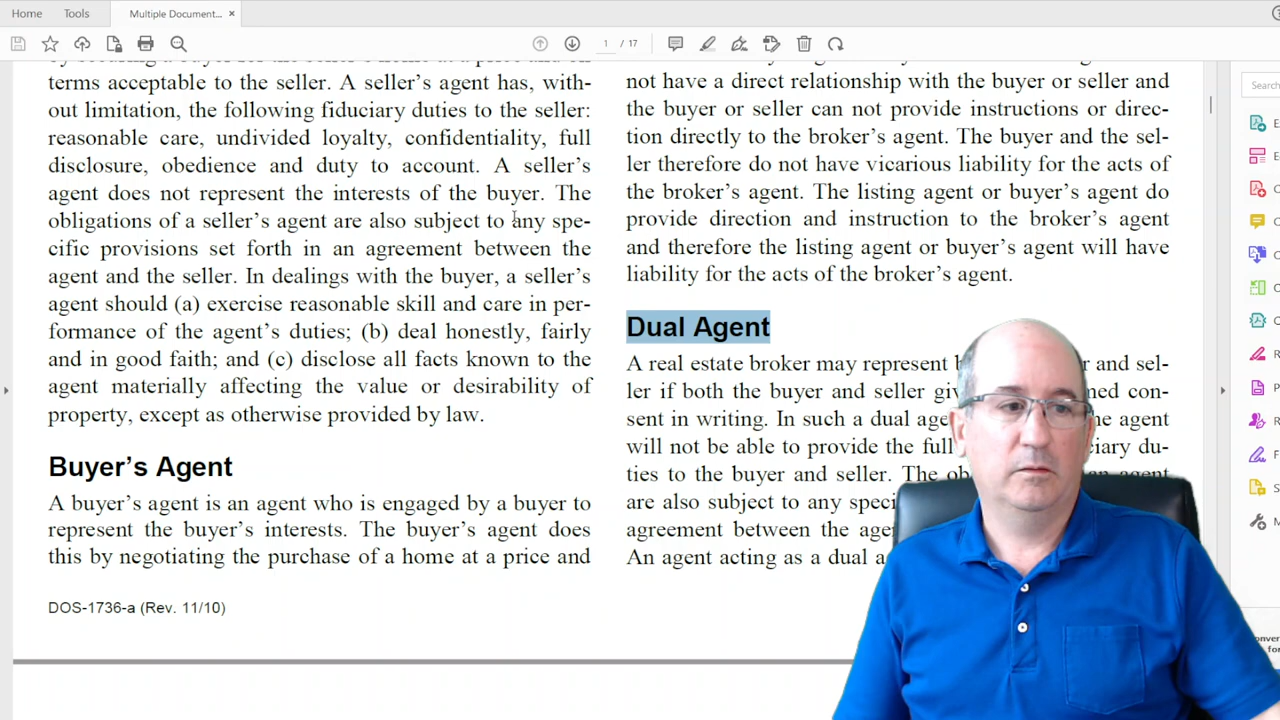 Home
Tools
Multiple Document...
×
1 / 17
Search
terms acceptable to the seller. A seller's agent has, with-
out limitation, the following fiduciary duties to the seller:
reasonable care, undivided loyalty, confidentiality, full
disclosure, obedience and duty to account. A seller's
agent does not represent the interests of the buyer. The
obligations of a seller's agent are also subject to any spe-
cific provisions set forth in an agreement between the
agent and the seller. In dealings with the buyer, a seller's
agent should (a) exercise reasonable skill and care in per-
formance of the agent's duties; (b) deal honestly, fairly
and in good faith; and (c) disclose all facts known to the
agent materially affecting the value or desirability of
property, except as otherwise provided by law.
Buyer's Agent
A buyer's agent is an agent who is engaged by a buyer to
represent the buyer's interests. The buyer's agent does
this by negotiating the purchase of a home at a price and
DOS-1736-a (Rev. 11/10)
not have a direct relationship with the buyer or seller and
the buyer or seller can not provide instructions or direc-
tion directly to the broker's agent. The buyer and the sel-
ler therefore do not have vicarious liability for the acts of
the broker's agent. The listing agent or buyer's agent do
provide direction and instruction to the broker's agent
and therefore the listing agent or buyer's agent will have
liability for the acts of the broker's agent.
Dual Agent
A real estate broker may represent and sel-
ler if both the buyer and seller con-
sent in writing. In such a dual agent
will not be able to provide the full du-
ties to the buyer and seller. The agent
are also subject to any
agreement between the
An agent acting as a dual